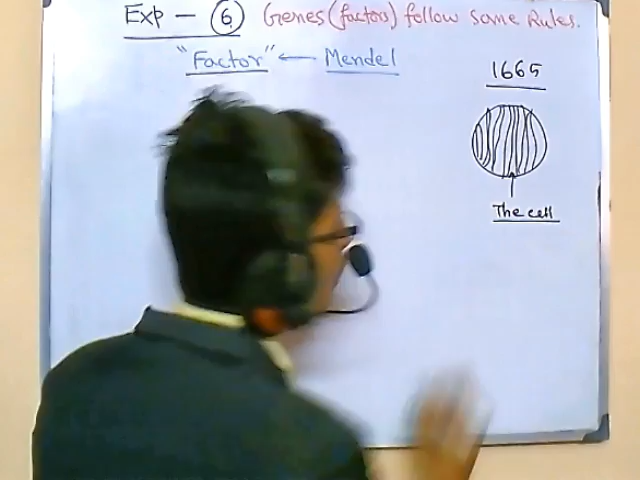 Exp - 6 Genes (factors) follow some Rules.
"Factor" ← Mendel
1665
The cell